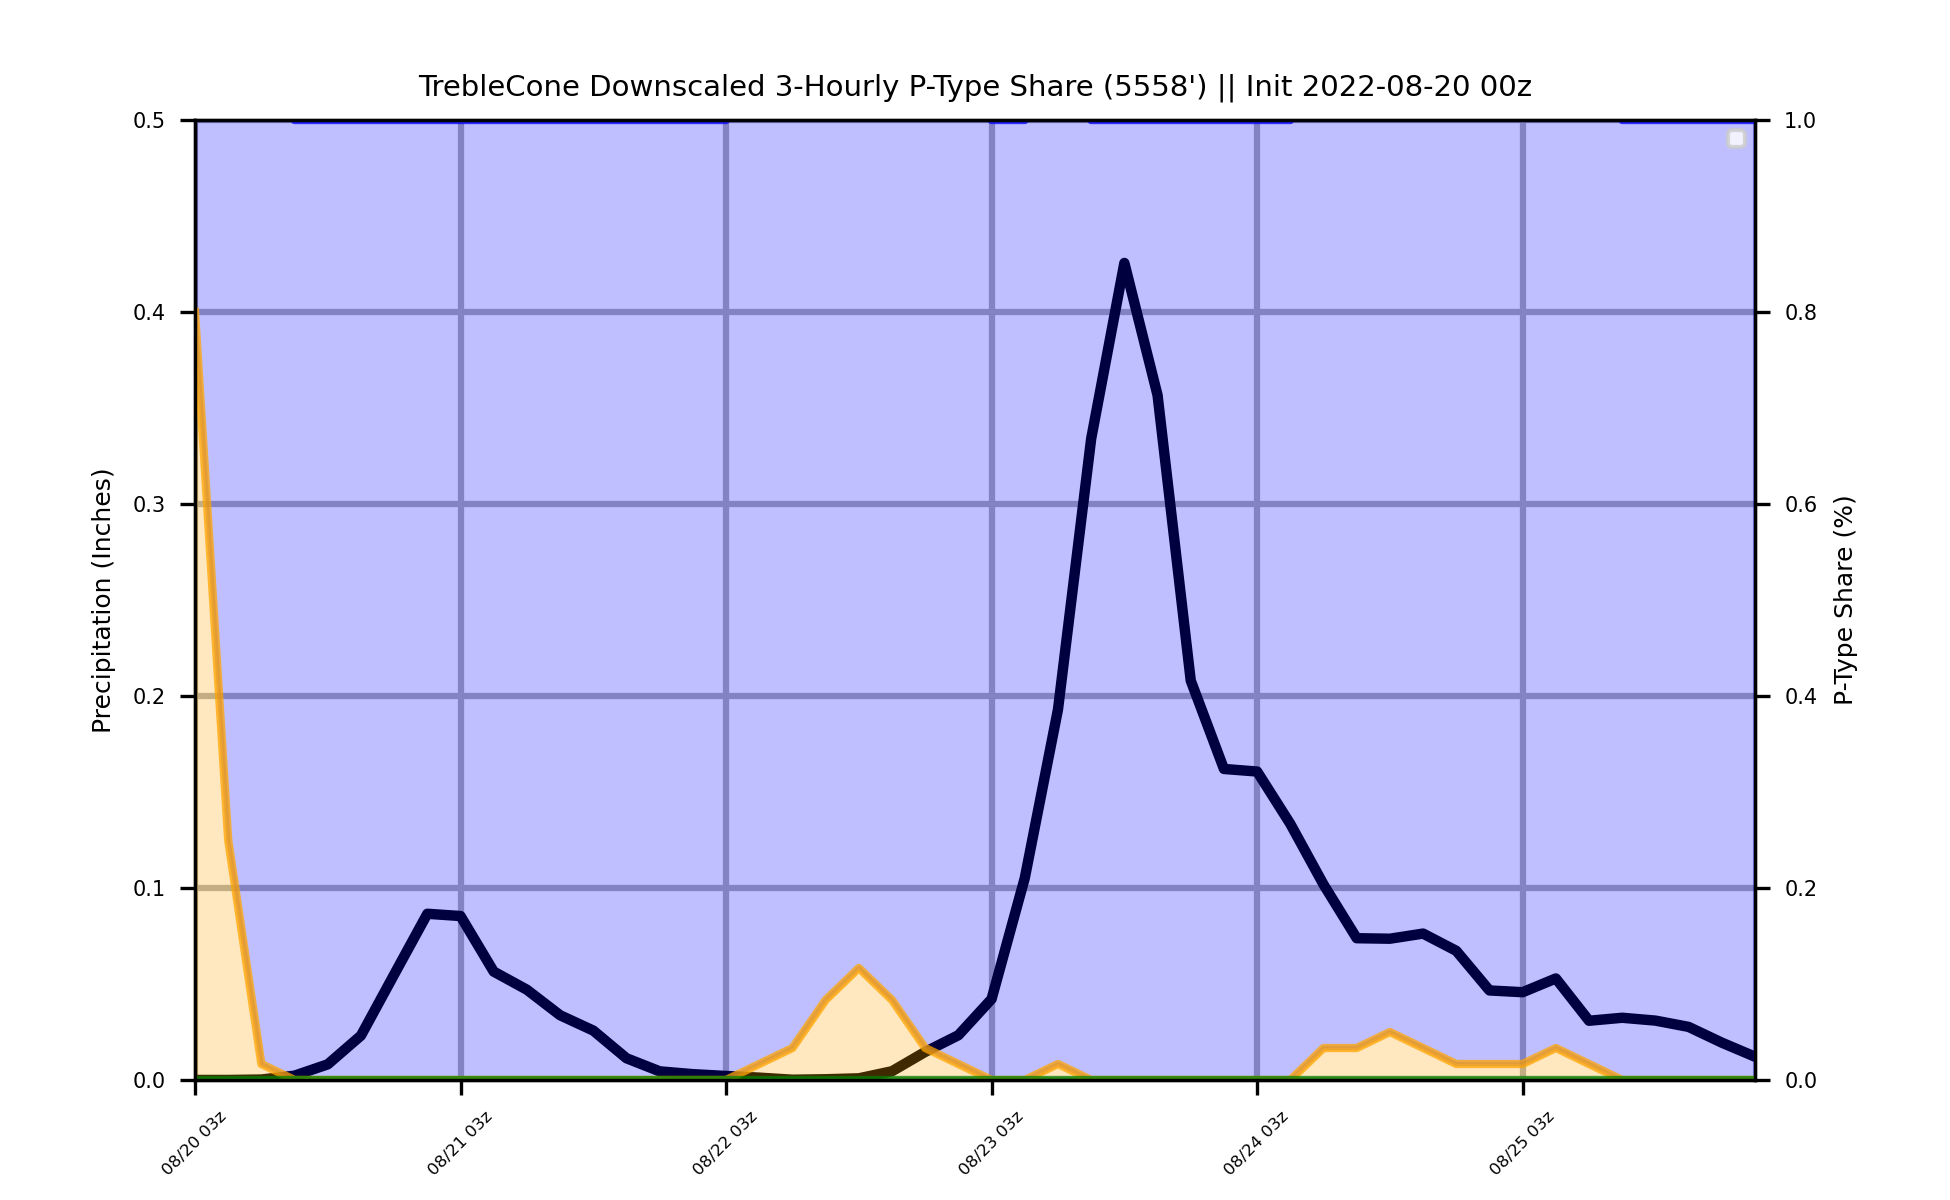 TrebleCone Downscaled 3-Hourly P-Type Share (5558') || Init 2022-08-20 00z
Precipitation (Inches)
0.5
0.4
0.3
0.2
0.1
0.0
1.0
0.8
0.6
0.4
0.2
0.0
P-Type Share (%)
08/20 03z
08/21 03z
08/22 03z
08/23 03z
08/24 03z
08/25 03z